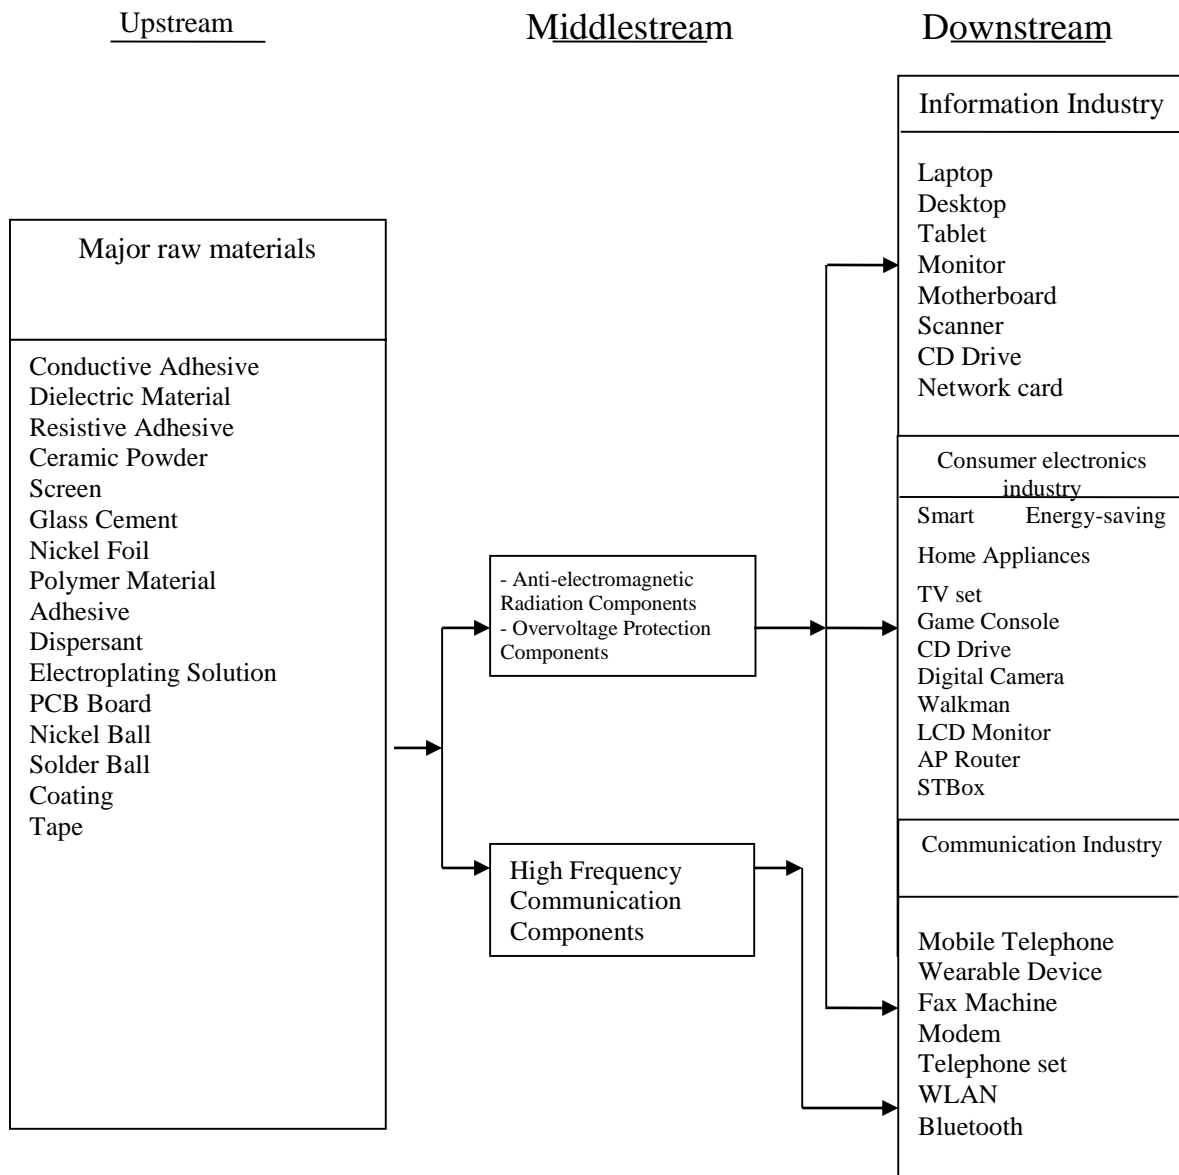 Upstream
Middlestream
Downstream
Major raw materials
Conductive Adhesive
Dielectric Material
Resistive Adhesive
Ceramic Powder
Screen
Glass Cement
Nickel Foil
Polymer Material
Adhesive
Dispersant
Electroplating Solution
PCB Board
Nickel Ball
Solder Ball
Coating
Tape
- Anti-electromagnetic
Radiation Components
- Overvoltage Protection
Components
High Frequency
Communication
Components
Information Industry
Laptop
Desktop
Tablet
Monitor
Motherboard
Scanner
CD Drive
Network card
Consumer electronics
industry
Smart Energy-saving
Home Appliances
TV set
Game Console
CD Drive
Digital Camera
Walkman
LCD Monitor
AP Router
STBox
Communication Industry
Mobile Telephone
Wearable Device
Fax Machine
Modem
Telephone set
WLAN
Bluetooth